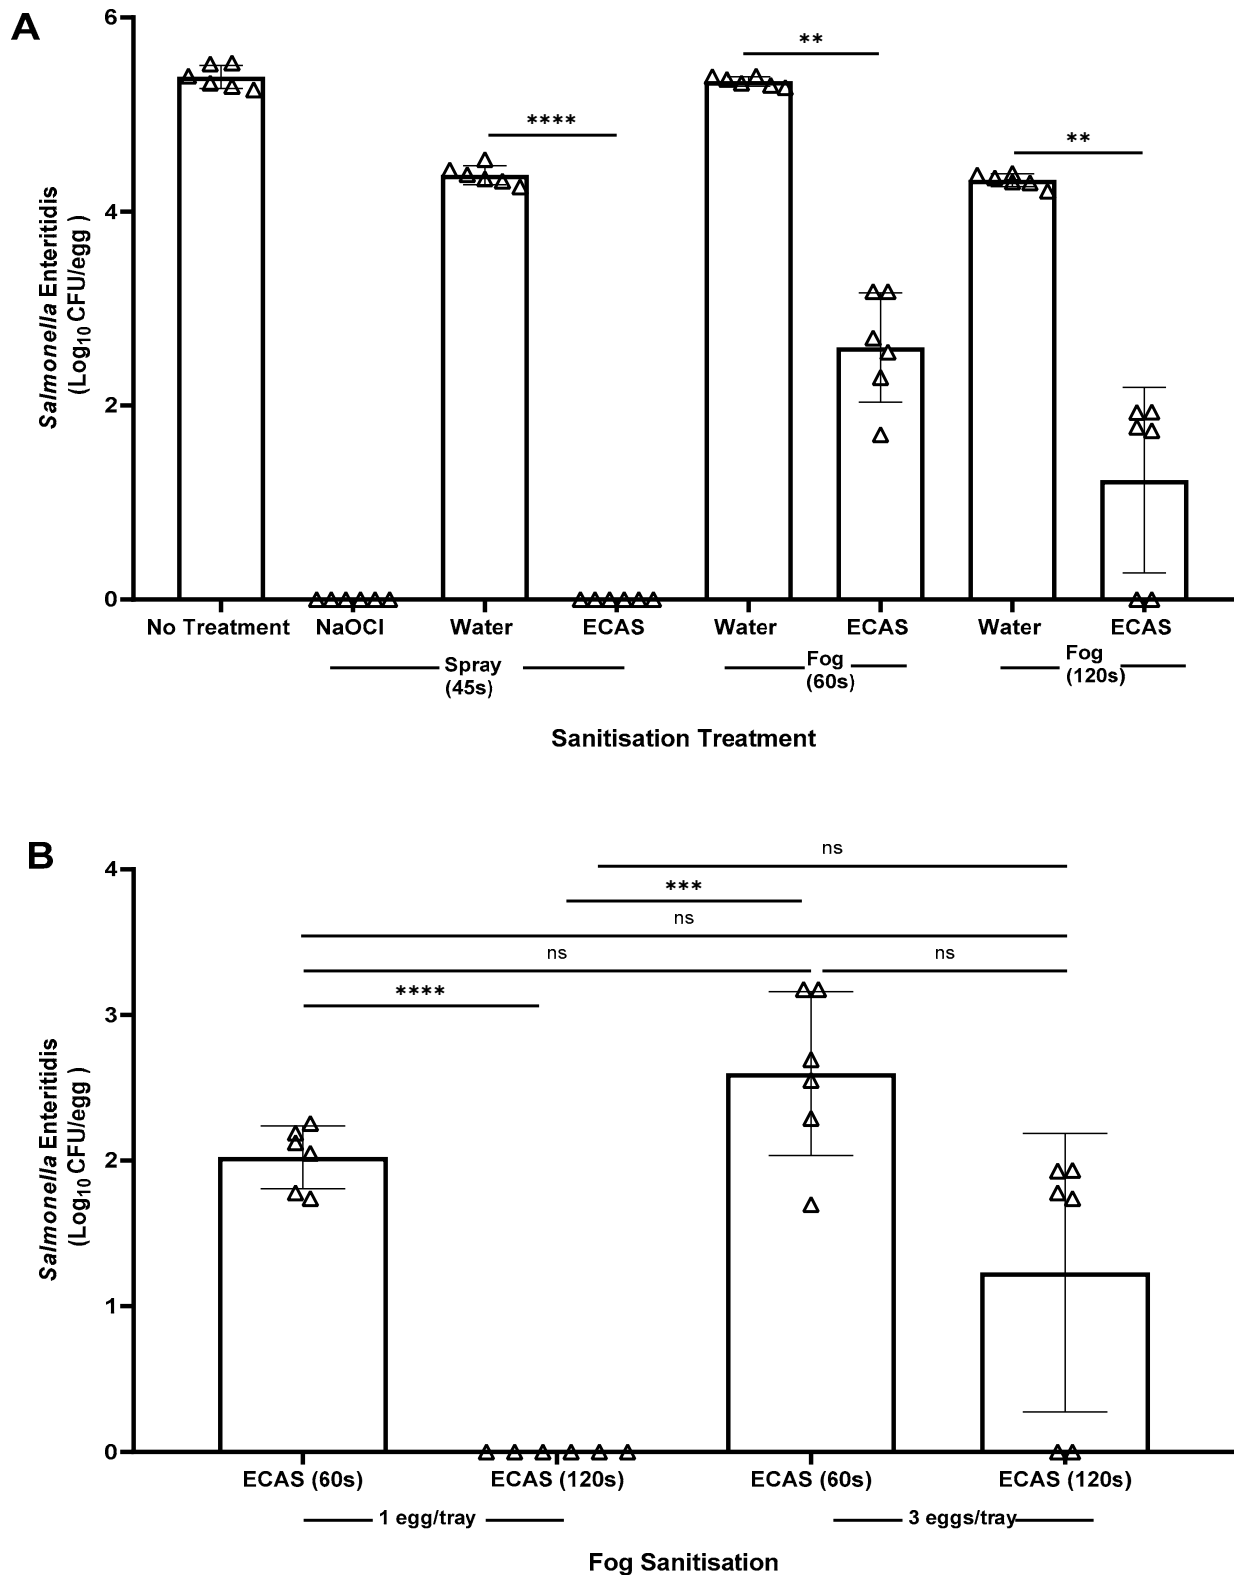 A
6
4
2
0
Salmonella Enteritidis
(Log10 CFU/egg )
****
**
**
No Treatment NaOCl Water ECAS Water ECAS Water ECAS
Spray
(45s)
Fog
(60s)
Fog
(120s)
Sanitisation Treatment
B
4
3
2
1
0
Salmonella Enteritidis
(Log10 CFU/egg )
ns
***
ns
ns ns
****
ECAS (60s) ECAS (120s) ECAS (60s) ECAS (120s)
1 egg/tray 3 eggs/tray
Fog Sanitisation